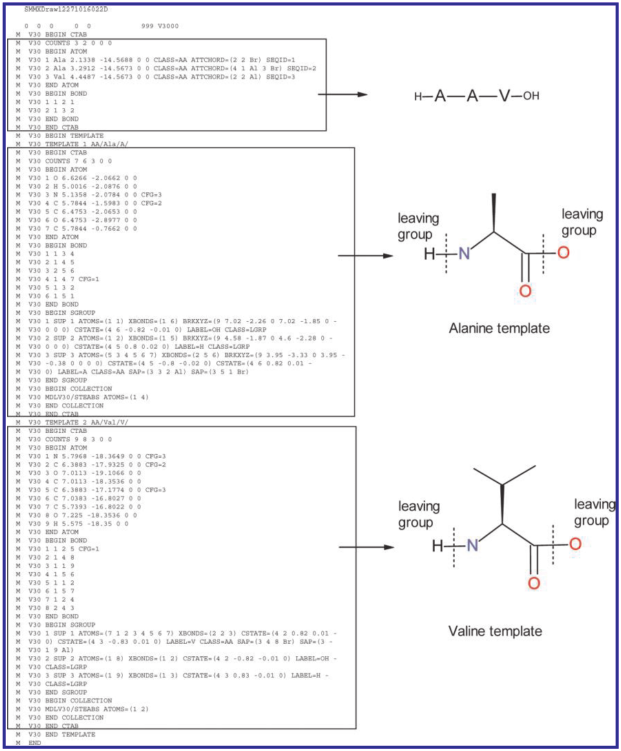 SMMXDraw12271016022D
0 0 0 0 0 999 V3000
M V30 BEGIN CTAB
M V30 COUNTS 3 2 0 0 0
M V30 BEGIN ATOM
M V30 1 Ala 2.1338 -14.5688 0 0 CLASS=AA ATTCHORD=(2 2 Br) SEQID=1
M V30 2 Ala 3.2912 -14.5673 0 0 CLASS=AA ATTCHORD=(4 1 Al 3 Br) SEQID=2
M V30 3 Val 4.4487 -14.5673 0 0 CLASS=AA ATTCHORD=(2 2 Al) SEQID=3
M V30 END ATOM
M V30 BEGIN BOND
M V30 1 1 2 1
M V30 2 1 3 2
M V30 END BOND
M V30 END CTAB
H-A-A-V-OH
M V30 BEGIN TEMPLATE
M V30 TEMPLATE 1 AA/Ala/A/
M V30 BEGIN CTAB
M V30 COUNTS 7 6 3 0 0
M V30 BEGIN ATOM
M V30 1 O 6.6266 -2.0662 0 0
M V30 2 H 5.0016 -2.0876 0 0
M V30 3 N 5.1358 -2.0784 0 0 CFG=3
M V30 4 C 5.7844 -1.5983 0 0 CFG=2
M V30 5 C 6.4753 -2.0653 0 0
M V30 6 O 6.4753 -2.8977 0 0
M V30 7 C 5.7844 -0.7662 0 0
M V30 END ATOM
M V30 BEGIN BOND
M V30 1 1 3 4
M V30 2 1 4 5
M V30 3 2 5 6
M V30 4 1 4 7 CFG=1
M V30 5 1 3 2
M V30 6 1 5 1
M V30 END BOND
M V30 BEGIN SGROUP
M V30 1 SUP 1 ATOMS=(1 1) XBONDS=(1 6) BRKXYZ=(9 7.02 -2.26 0 7.02 -1.85 0 -
M V30 0 0 0) CSTATE=(4 6 -0.82 -0.01 0) LABEL=OH CLASS=LGRP
M V30 2 SUP 2 ATOMS=(1 2) XBONDS=(1 5) BRKXYZ=(9 4.58 -1.87 0 4.6 -2.28 0 -
M V30 0 0 0) CSTATE=(4 5 0.8 0.02 0) LABEL=H CLASS=LGRP
M V30 3 SUP 3 ATOMS=(5 3 4 5 6 7) XBONDS=(2 5 6) BRKXYZ=(9 3.95 -3.33 0 3.95 -
M V30 -0.38 0 0 0 0) CSTATE=(4 5 -0.8 -0.02 0) CSTATE=(4 6 0.82 0.01 -
M V30 0) LABEL=A CLASS=AA SAP=(3 3 2 Al) SAP=(3 5 1 Br)
M V30 END SGROUP
M V30 BEGIN COLLECTION
M V30 MDLV30/STEABS ATOMS=(1 4)
M V30 END COLLECTION
M V30 END CTAB
leaving
group
leaving
group
H N O
O
Alanine template
M V30 TEMPLATE 2 AA/Val/V/
M V30 BEGIN CTAB
M V30 COUNTS 9 8 3 0 0
M V30 BEGIN ATOM
M V30 1 N 5.7968 -18.3649 0 0 CFG=3
M V30 2 C 6.3883 -17.9325 0 0 CFG=2
M V30 3 O 7.0113 -19.1066 0 0
M V30 4 C 7.0113 -18.3536 0 0
M V30 5 C 6.3883 -17.1774 0 0 CFG=3
M V30 6 C 7.0383 -16.8027 0 0
M V30 7 C 5.7393 -16.8022 0 0
M V30 8 O 7.225 -18.3536 0 0
M V30 9 H 5.575 -18.35 0 0
M V30 END ATOM
M V30 BEGIN BOND
M V30 1 1 2 5 CFG=1
M V30 2 1 4 8
M V30 3 1 1 9
M V30 4 1 5 6
M V30 5 1 1 2
M V30 6 1 5 7
M V30 7 1 2 4
M V30 8 2 4 3
M V30 END BOND
M V30 BEGIN SGROUP
M V30 1 SUP 1 ATOMS=(7 1 2 3 4 5 6 7) XBONDS=(2 2 3) CSTATE=(4 2 0.82 0.01 -
M V30 0) CSTATE=(4 3 -0.83 0.01 0) LABEL=V CLASS=AA SAP=(3 4 8 Br) SAP=(3 -
M V30 1 9 Al)
M V30 2 SUP 2 ATOMS=(1 8) XBONDS=(1 2) CSTATE=(4 2 -0.82 -0.01 0) LABEL=OH -
M V30 CLASS=LGRP
M V30 3 SUP 3 ATOMS=(1 9) XBONDS=(1 3) CSTATE=(4 3 0.83 -0.01 0) LABEL=H -
M V30 CLASS=LGRP
M V30 END SGROUP
M V30 BEGIN COLLECTION
M V30 MDLV30/STEABS ATOMS=(1 2)
M V30 END COLLECTION
M V30 END CTAB
M V30 END TEMPLATE
M END
leaving
group
leaving
group
H N O
O
Valine template